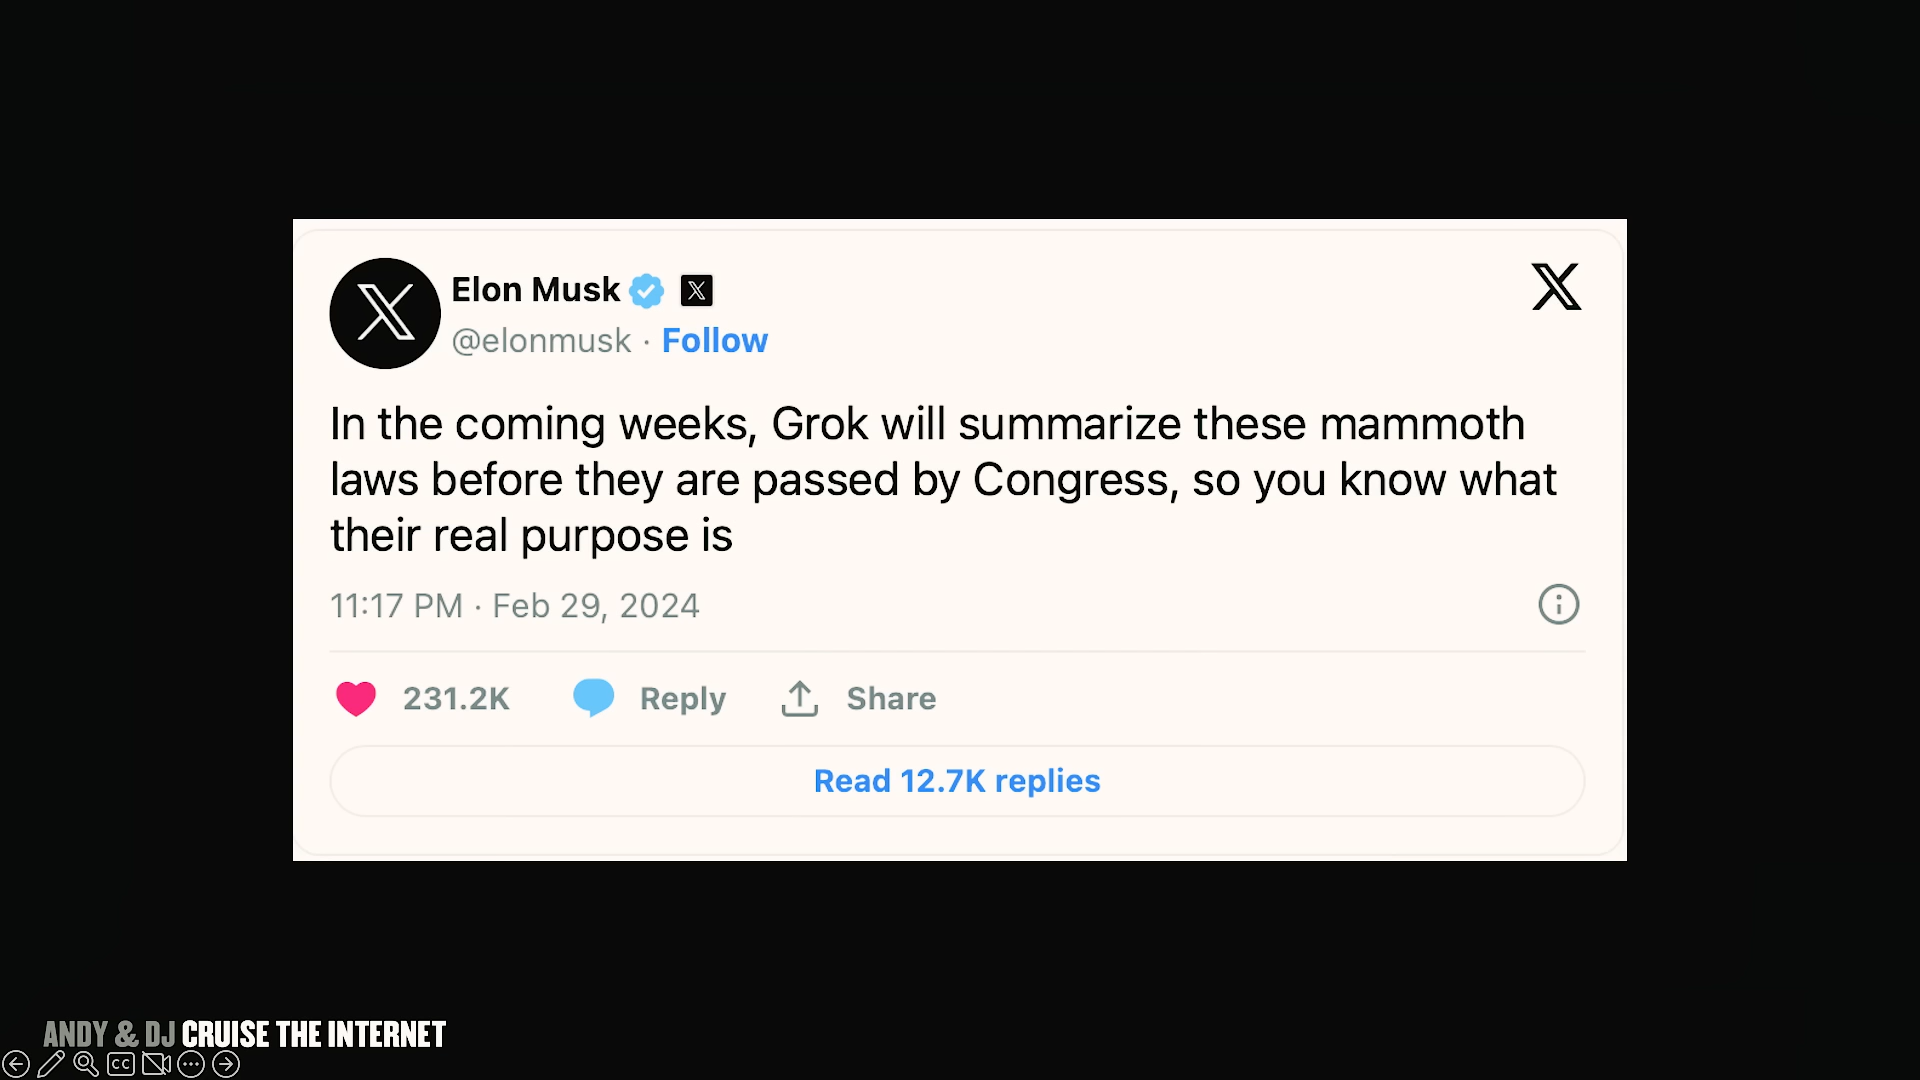 Elon Musk
@elonmusk · Follow
In the coming weeks, Grok will summarize these mammoth
laws before they are passed by Congress, so you know what
their real purpose is
11:17 PM · Feb 29, 2024
231.2K Reply Share
Read 12.7K replies
ANDY & DJ CRUISE THE INTERNET
CC